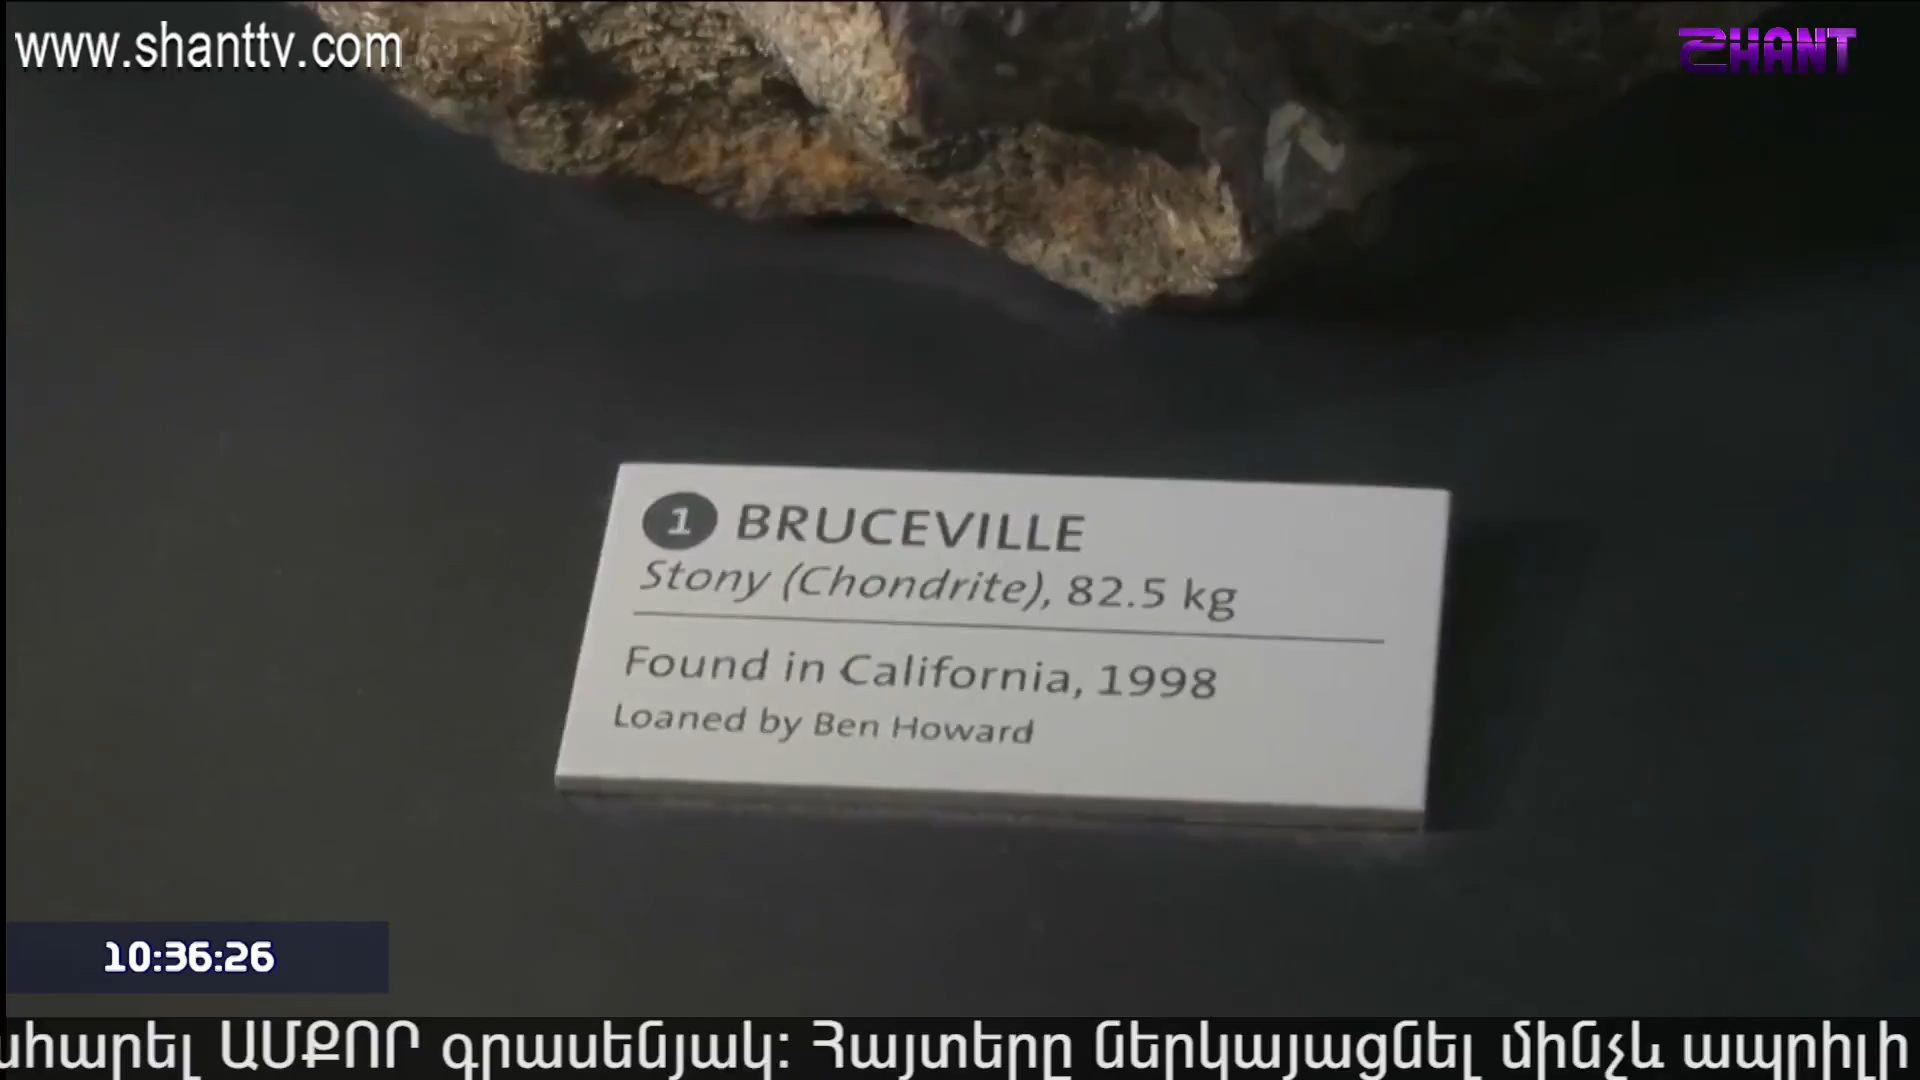 www.shanttv.com
SHANT
1 BRUCEVILLE
Stony (Chondrite), 82.5 kg
Found in California, 1998
Loaned by Ben Howard
10:36:26
ահարել ԱՄՔՈՐ գրասենյակ: Հայտերը ներկայացնել մինչև ապրիլի